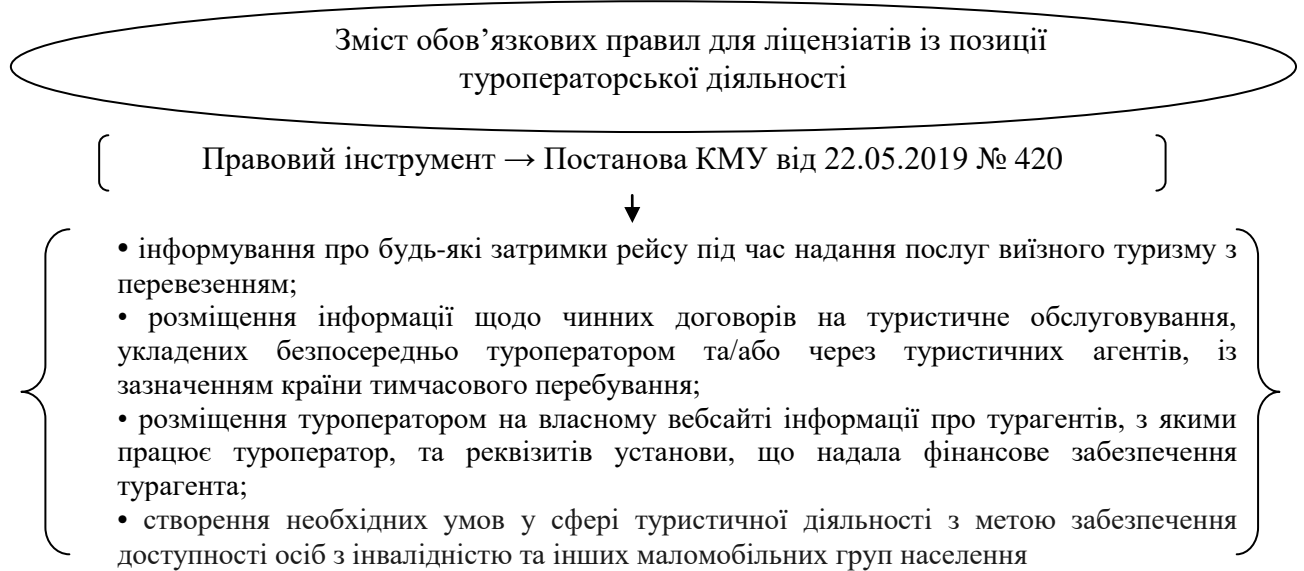 Зміст обов’язкових правил для ліцензіатів із позиції
туроператорської діяльності
Правовий інструмент → Постанова КМУ від 22.05.2019 № 420
• інформування про будь-які затримки рейсу під час надання послуг виїзного туризму з
перевезенням;
• розміщення інформації щодо чинних договорів на туристичне обслуговування,
укладених безпосередньо туроператором та/або через туристичних агентів, із
зазначенням країни тимчасового перебування;
• розміщення туроператором на власному вебсайті інформації про турагентів, з якими
працює туроператор, та реквізитів установи, що надала фінансове забезпечення
турагента;
• створення необхідних умов у сфері туристичної діяльності з метою забезпечення
доступності осіб з інвалідністю та інших маломобільних груп населення